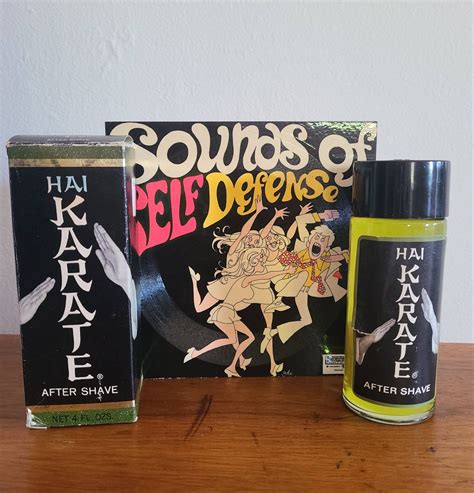 Sounds of
SELF Defense
HAI
KARATE®
AFTER SHAVE
NET 4 FL. OZS.
HAI
KARATE®
AFTER SHAVE